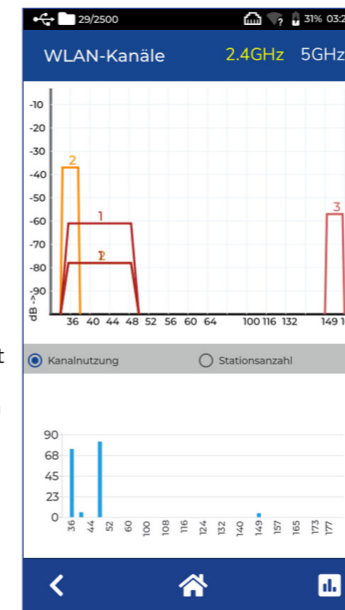 29/2500 31% 03:2
WLAN-Kanäle 2.4GHz 5GHz
-10
-20
-30
2
-40
-50
3
1
-60
-70
-80
-90
dB ->
36 40 44 48 52 56 60 64 100 116 132 149 1
t
Kanalnutzung Stationsanzahl
90
68
45
23
0
36 44 52 60 100 108 116 124 132 140 149 157 165 173 177